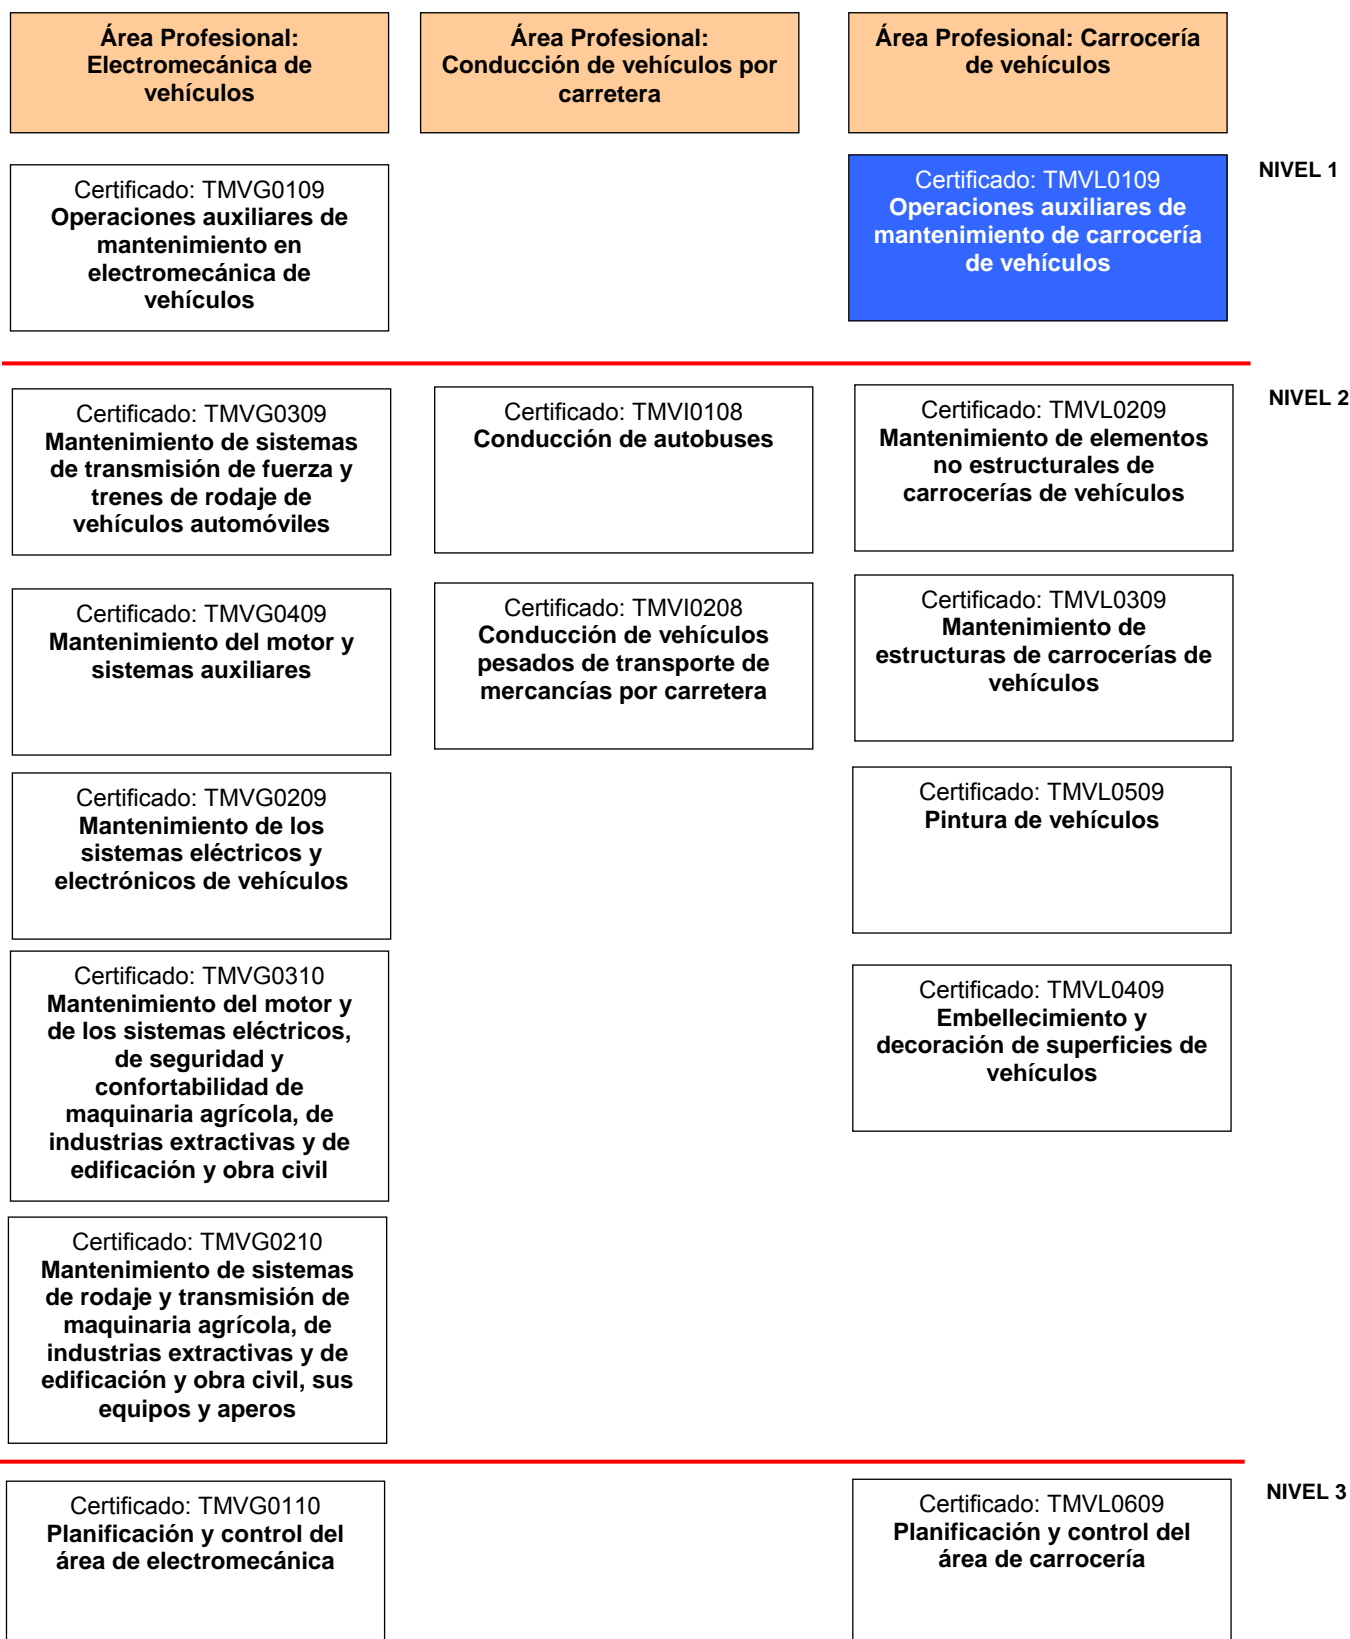 Área Profesional:
Electromecánica de
vehículos
Área Profesional:
Conducción de vehículos por
carretera
Área Profesional: Carrocería
de vehículos
NIVEL 1
Certificado: TMVG0109
Operaciones auxiliares de
mantenimiento en
electromecánica de
vehículos
Certificado: TMVL0109
Operaciones auxiliares de
mantenimiento de carrocería
de vehículos
NIVEL 2
Certificado: TMVG0309
Mantenimiento de sistemas
de transmisión de fuerza y
trenes de rodaje de
vehículos automóviles
Certificado: TMVI0108
Conducción de autobuses
Certificado: TMVL0209
Mantenimiento de elementos
no estructurales de
carrocerías de vehículos
Certificado: TMVG0409
Mantenimiento del motor y
sistemas auxiliares
Certificado: TMVI0208
Conducción de vehículos
pesados de transporte de
mercancías por carretera
Certificado: TMVL0309
Mantenimiento de
estructuras de carrocerías de
vehículos
Certificado: TMVG0209
Mantenimiento de los
sistemas eléctricos y
electrónicos de vehículos
Certificado: TMVL0509
Pintura de vehículos
Certificado: TMVG0310
Mantenimiento del motor y
de los sistemas eléctricos,
de seguridad y
confortabilidad de
maquinaria agrícola, de
industrias extractivas y de
edificación y obra civil
Certificado: TMVL0409
Embellecimiento y
decoración de superficies de
vehículos
Certificado: TMVG0210
Mantenimiento de sistemas
de rodaje y transmisión de
maquinaria agrícola, de
industrias extractivas y de
edificación y obra civil, sus
equipos y aperos
NIVEL 3
Certificado: TMVG0110
Planificación y control del
área de electromecánica
Certificado: TMVL0609
Planificación y control del
área de carrocería